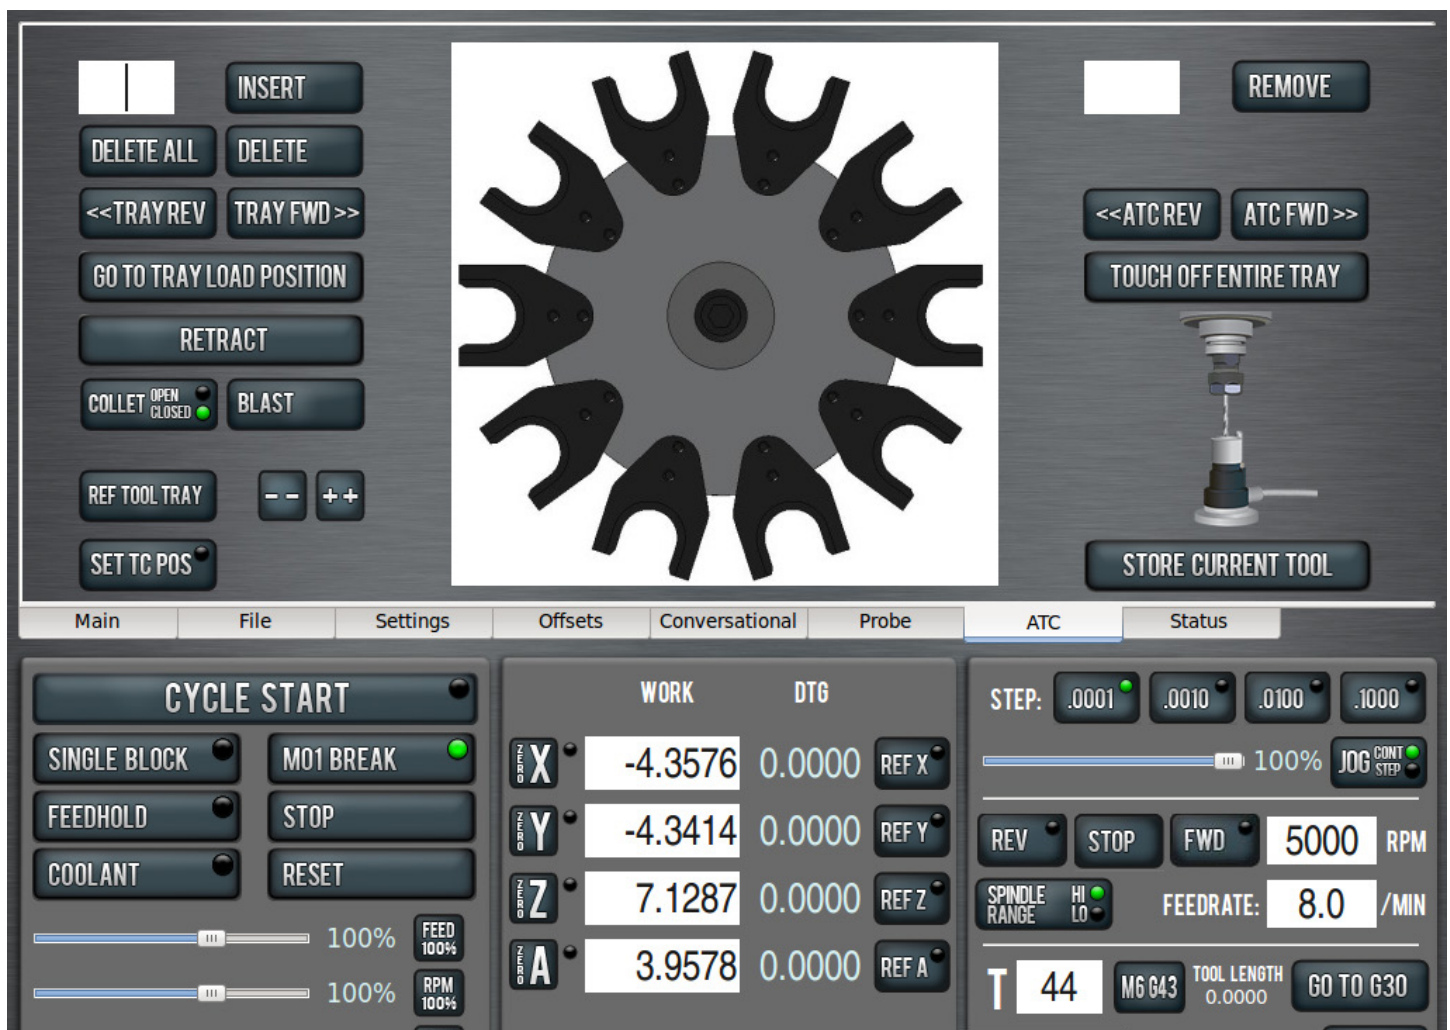 INSERT
REMOVE
DELETE ALL
DELETE
<<TRAY REV
TRAY FWD>>
<<ATC REV
ATC FWD >>
GO TO TRAY LOAD POSITION
TOUCH OFF ENTIRE TRAY
RETRACT
COLLET OPEN CLOSED
BLAST
REF TOOL TRAY
--
++
SET TC POS
STORE CURRENT TOOL
Main
File
Settings
Offsets
Conversational
Probe
ATC
Status
CYCLE START
SINGLE BLOCK
M01 BREAK
FEEDHOLD
STOP
COOLANT
RESET
100%
FEED 100%
100%
RPM 100%
WORK
DTG
ZERO X
-4.3576
0.0000
REF X
ZERO Y
-4.3414
0.0000
REF Y
ZERO Z
7.1287
0.0000
REF Z
ZERO A
3.9578
0.0000
REF A
STEP:
.0001
.0010
.0100
.1000
100%
JOG CONT STEP
REV
STOP
FWD
5000
RPM
SPINDLE RANGE HI LO
FEEDRATE:
8.0
/MIN
T
44
M6 G43
TOOL LENGTH
0.0000
GO TO G30